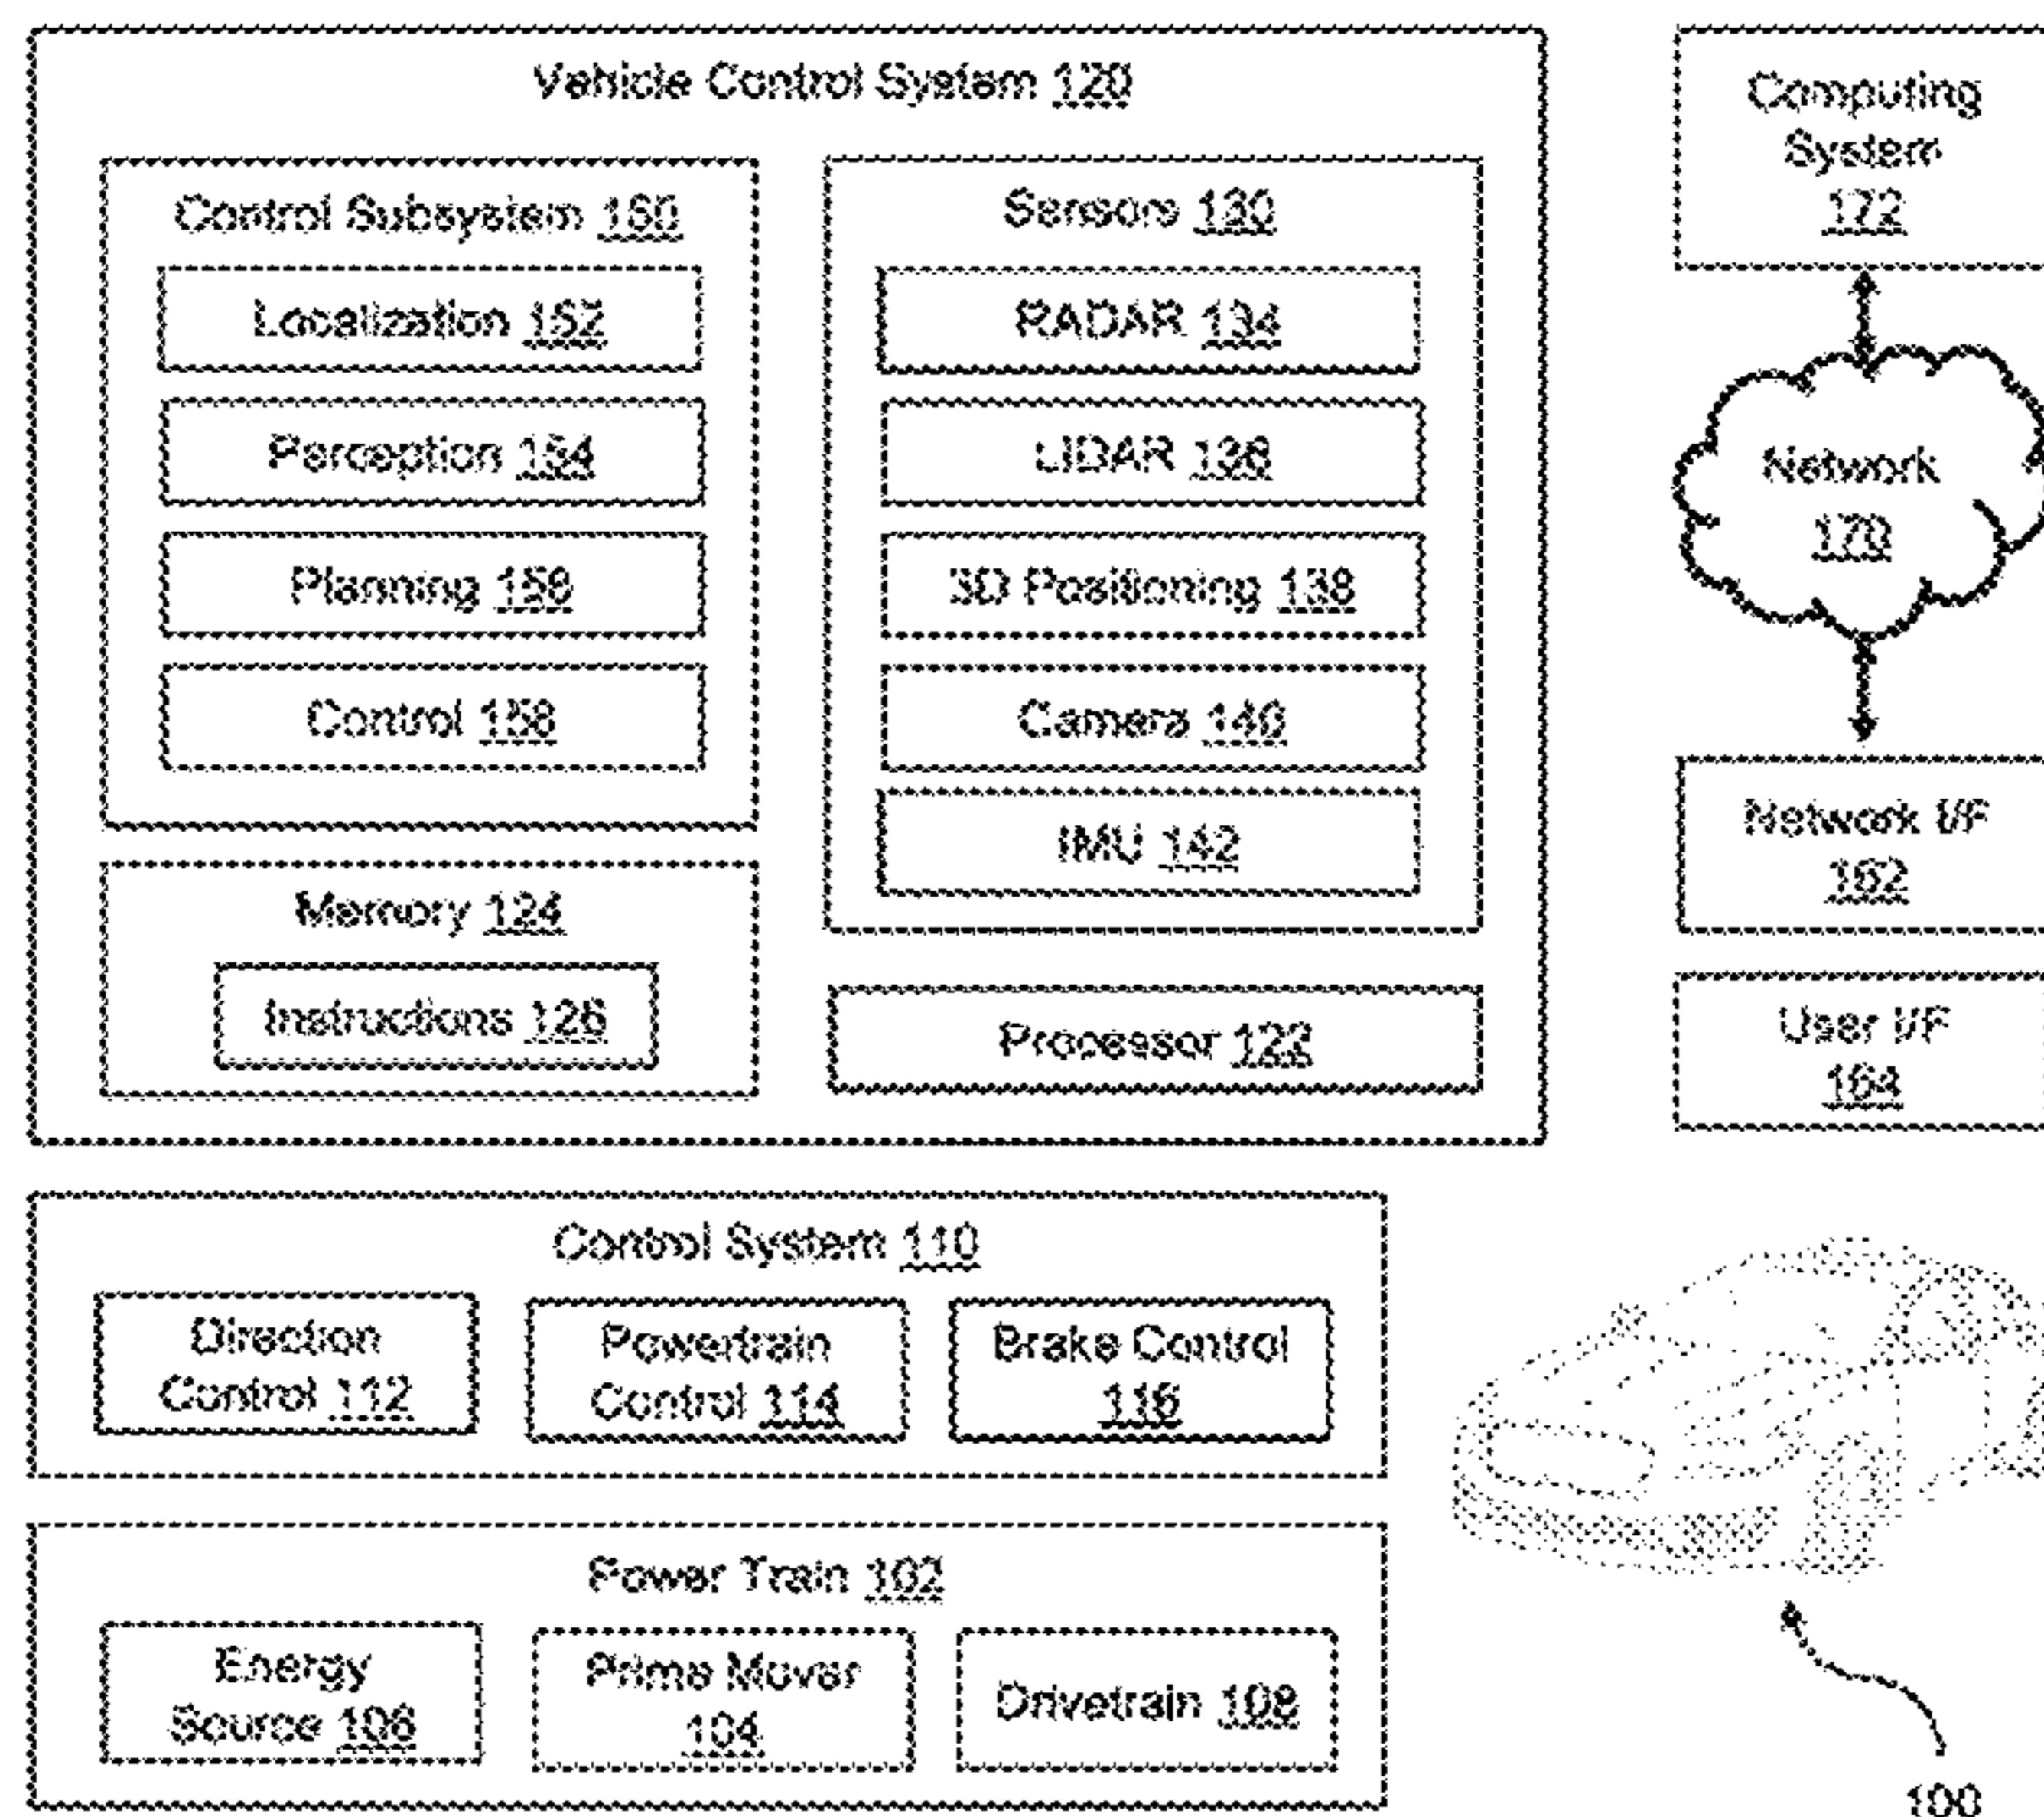 Vehicle Control System 120
Control Subsystem 150
Localization 152
Perception 154
Planning 156
Control 158
Memory 124
Instructions 126
Sensors 130
RADAR 134
LIDAR 136
3D Positioning 138
Camera 140
IMU 142
Processor 122
Computing
System
172
Network
170
Network I/F
162
User I/F
164
Control System 110
Direction
Control 112
Powertrain
Control 114
Brake Control
116
Power Train 102
Energy
Source 106
Prime Mover
104
Drivetrain 108
100